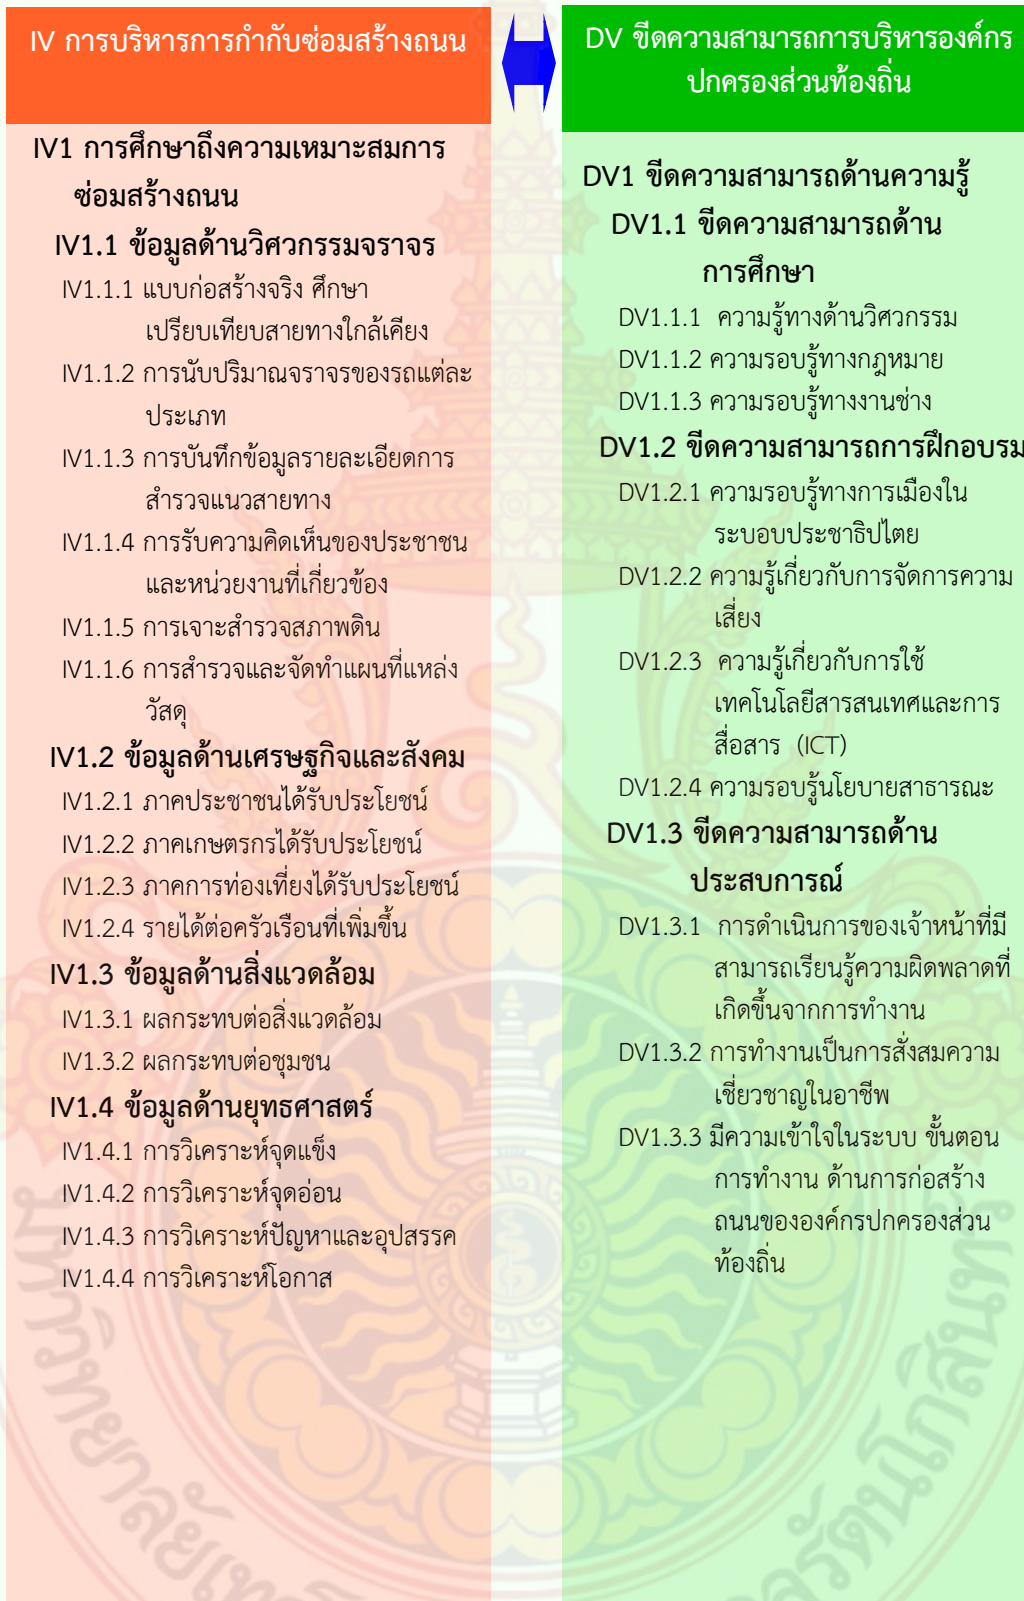 IV การบริหารการกำกับซ่อมสร้างถนน
IV1 การศึกษาถึงความเหมาะสมการ
ซ่อมสร้างถนน
IV1.1 ข้อมูลด้านวิศวกรรมจราจร
IV1.1.1 แบบก่อสร้างจริง ศึกษา
เปรียบเทียบสายทางใกล้เคียง
IV1.1.2 การนับปริมาณจราจรของรถแต่ละ
ประเภท
IV1.1.3 การบันทึกข้อมูลรายละเอียดการ
สำรวจแนวสายทาง
IV1.1.4 การรับความคิดเห็นของประชาชน
และหน่วยงานที่เกี่ยวข้อง
IV1.1.5 การเจาะสำรวจสภาพดิน
IV1.1.6 การสำรวจและจัดทำแผนที่แหล่ง
วัสดุ
IV1.2 ข้อมูลด้านเศรษฐกิจและสังคม
IV1.2.1 ภาคประชาชนได้รับประโยชน์
IV1.2.2 ภาคเกษตรกรได้รับประโยชน์
IV1.2.3 ภาคการท่องเที่ยงได้รับประโยชน์
IV1.2.4 รายได้ต่อครัวเรือนที่เพิ่มขึ้น
IV1.3 ข้อมูลด้านสิ่งแวดล้อม
IV1.3.1 ผลกระทบต่อสิ่งแวดล้อม
IV1.3.2 ผลกระทบต่อชุมชน
IV1.4 ข้อมูลด้านยุทธศาสตร์
IV1.4.1 การวิเคราะห์จุดแข็ง
IV1.4.2 การวิเคราะห์จุดอ่อน
IV1.4.3 การวิเคราะห์ปัญหาและอุปสรรค
IV1.4.4 การวิเคราะห์โอกาส
DV ขีดความสามารถการบริหารองค์กร
ปกครองส่วนท้องถิ่น
DV1 ขีดความสามารถด้านความรู้
DV1.1 ขีดความสามารถด้าน
การศึกษา
DV1.1.1 ความรู้ทางด้านวิศวกรรม
DV1.1.2 ความรอบรู้ทางกฎหมาย
DV1.1.3 ความรอบรู้ทางงานช่าง
DV1.2 ขีดความสามารถการฝึกอบรม
DV1.2.1 ความรอบรู้ทางการเมืองใน
ระบอบประชาธิปไตย
DV1.2.2 ความรู้เกี่ยวกับการจัดการความ
เสี่ยง
DV1.2.3 ความรู้เกี่ยวกับการใช้
เทคโนโลยีสารสนเทศและการ
สื่อสาร (ICT)
DV1.2.4 ความรอบรู้นโยบายสาธารณะ
DV1.3 ขีดความสามารถด้าน
ประสบการณ์
DV1.3.1 การดำเนินการของเจ้าหน้าที่มี
สามารถเรียนรู้ความผิดพลาดที่
เกิดขึ้นจากการทำงาน
DV1.3.2 การทำงานเป็นการสั่งสมความ
เชี่ยวชาญในอาชีพ
DV1.3.3 มีความเข้าใจในระบบ ขั้นตอน
การทำงาน ด้านการก่อสร้าง
ถนนขององค์กรปกครองส่วน
ท้องถิ่น